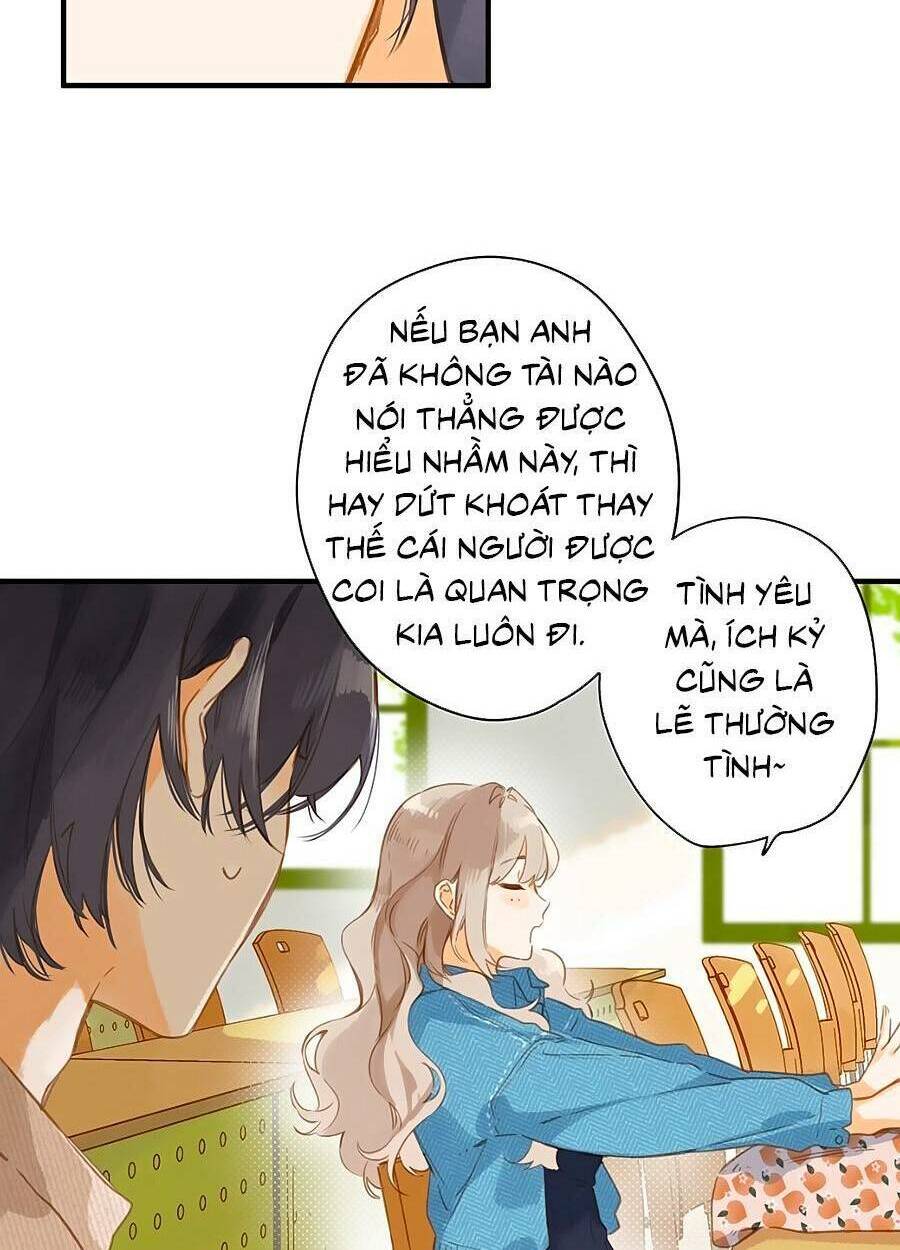 NẾU BẠN ANH
ĐÃ KHÔNG TÀI NÀO
NÓI THẲNG ĐƯỢC
HIỂU NHẦM NÀY, THÌ
HAY DỨT KHOÁT THAY
THẾ CÁI NGƯỜI ĐƯỢC
COI LÀ QUAN TRỌNG
KIA LUÔN ĐI.
TÌNH YÊU
MÀ, ÍCH KỶ
CŨNG LÀ
LẼ THƯỜNG
TÌNH~